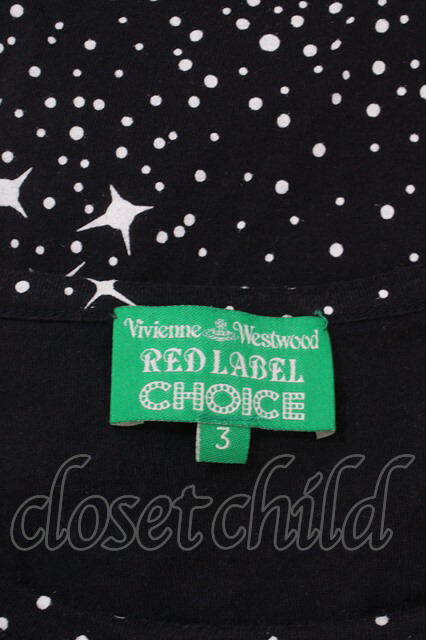 Vivienne Westwood
RED LABEL
CHOICE
3
closetchild